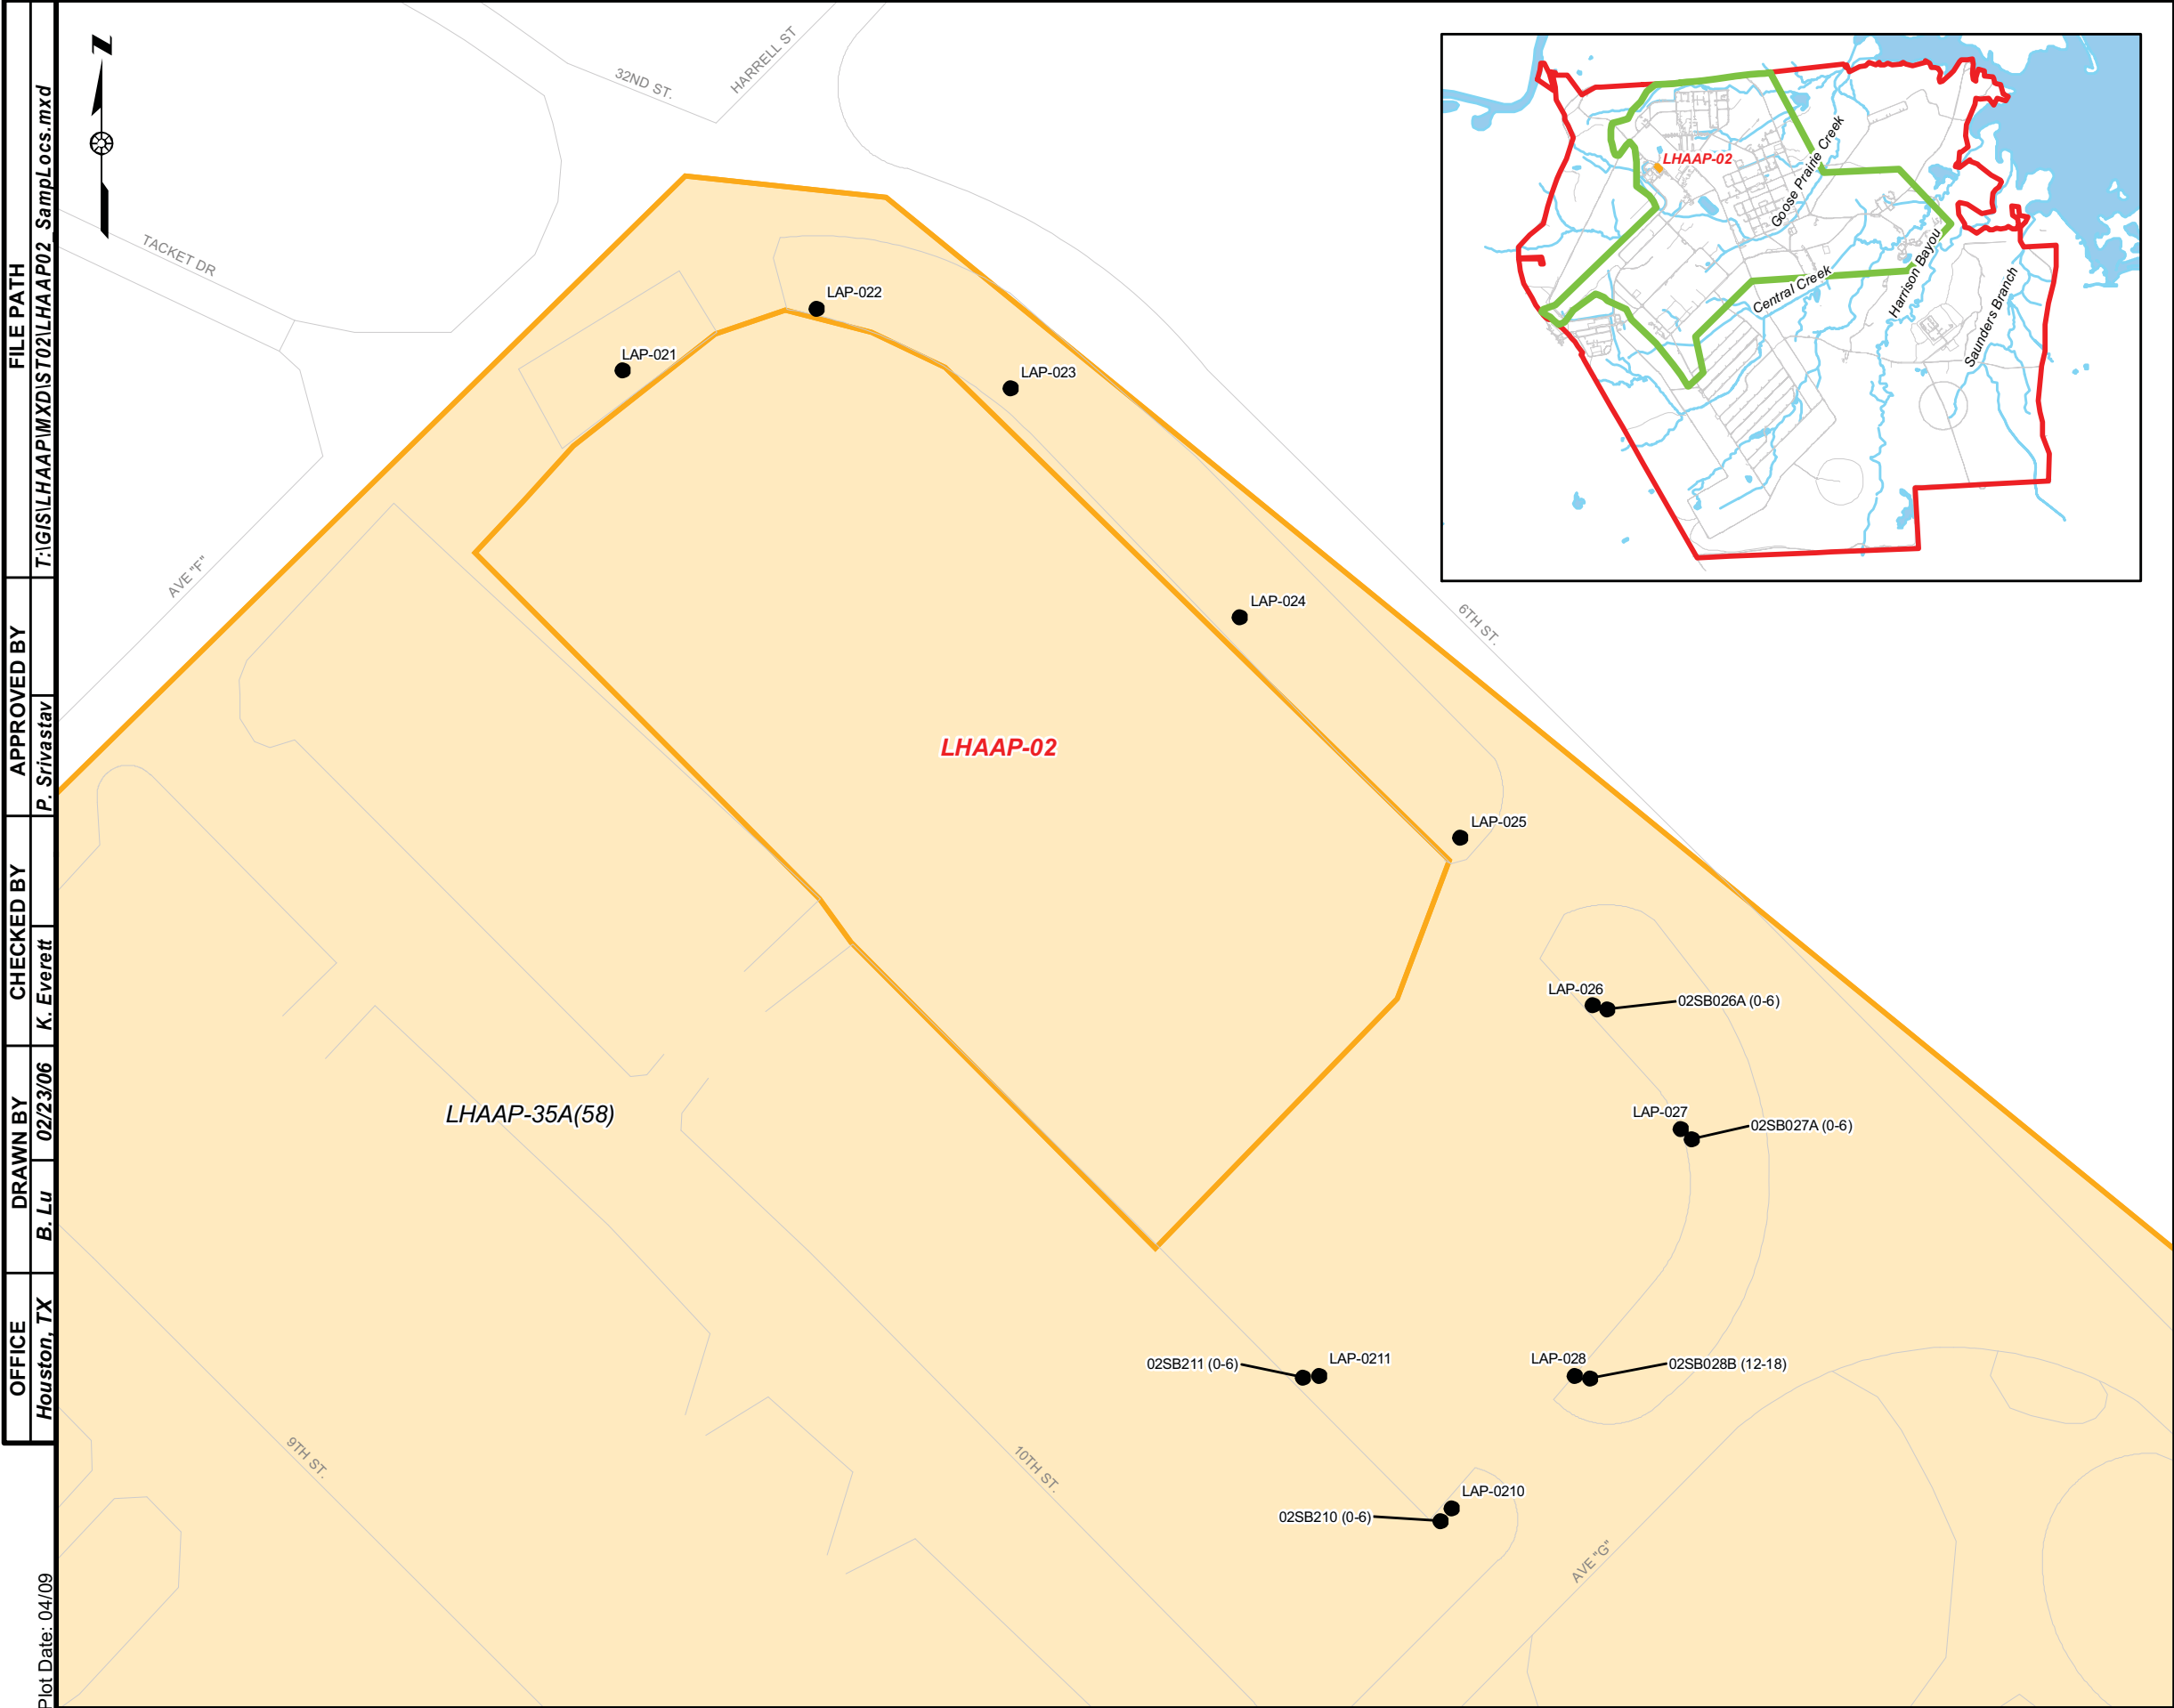 FILE PATH
T:\GIS\LHAAP\MXD\ST02\LHAAP02_SampLocs.mxd
APPROVED BY
P. Srivastav
CHECKED BY
K. Everett
DRAWN BY
B. Lu 02/23/06
OFFICE
Houston, TX
Plot Date: 04/09
N
32ND ST.
HARRELL ST
TACKET DR
AVE "F"
6TH ST.
9TH ST.
10TH ST.
AVE "G"
LAP-021
LAP-022
LAP-023
LAP-024
LAP-025
LHAAP-02
LAP-026
02SB026A (0-6)
LAP-027
02SB027A (0-6)
LHAAP-35A(58)
02SB211 (0-6)
LAP-0211
LAP-028
02SB028B (12-18)
LAP-0210
02SB210 (0-6)
LHAAP-02
Goose Prairie Creek
Central Creek
Harrison Bayou
Saunders Branch